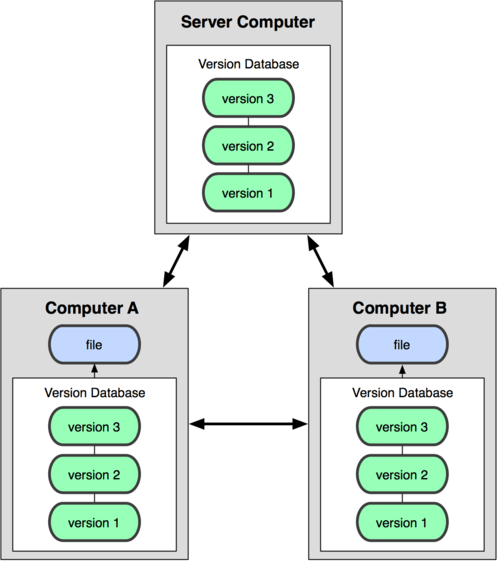 Server Computer
Version Database
version 3
version 2
version 1
Computer A
file
Version Database
version 3
version 2
version 1
Computer B
file
Version Database
version 3
version 2
version 1